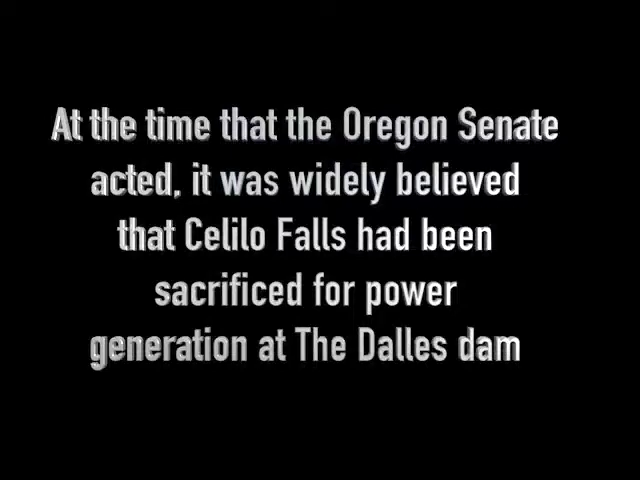 At the time that the Oregon Senate
acted, it was widely believed
that Celilo Falls had been
sacrificed for power
generation at The Dalles dam